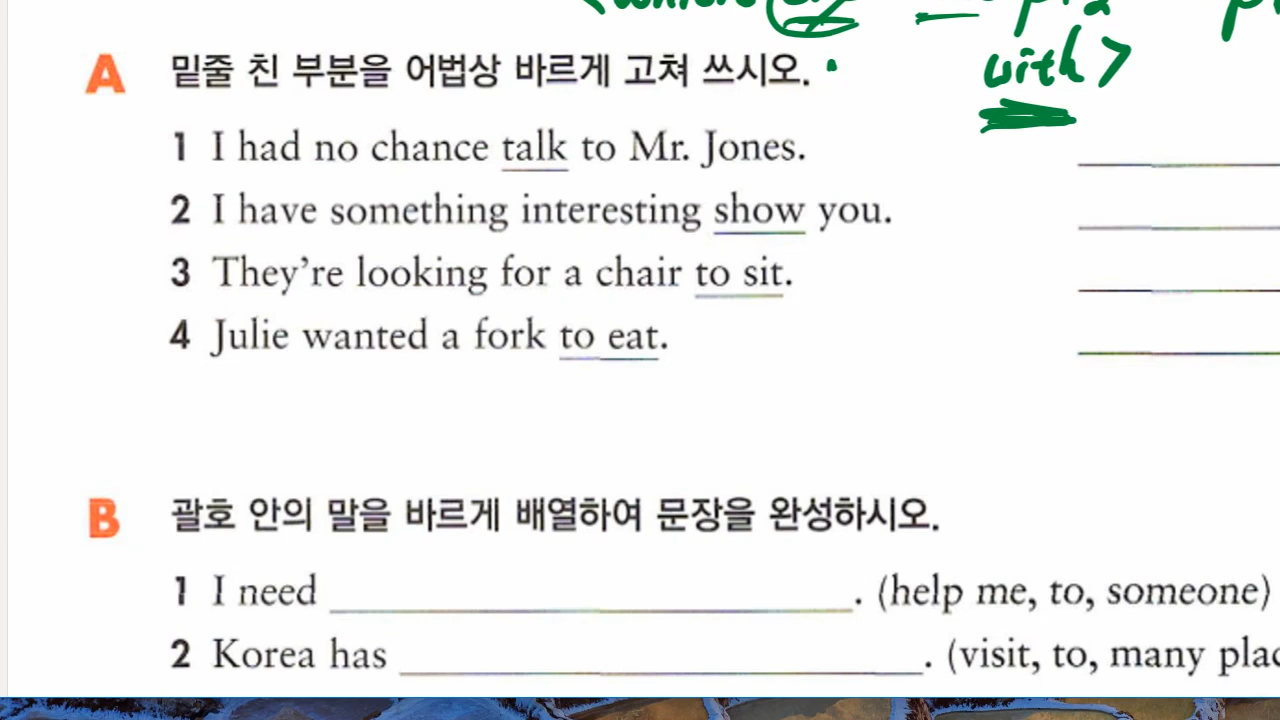 with>
A 밑줄 친 부분을 어법상 바르게 고쳐 쓰시오.
1 I had no chance talk to Mr. Jones.
2 I have something interesting show you.
3 They're looking for a chair to sit.
4 Julie wanted a fork to eat.
B 괄호 안의 말을 바르게 배열하여 문장을 완성하시오.
1 I need ______. (help me, to, someone)
2 Korea has ______. (visit, to, many